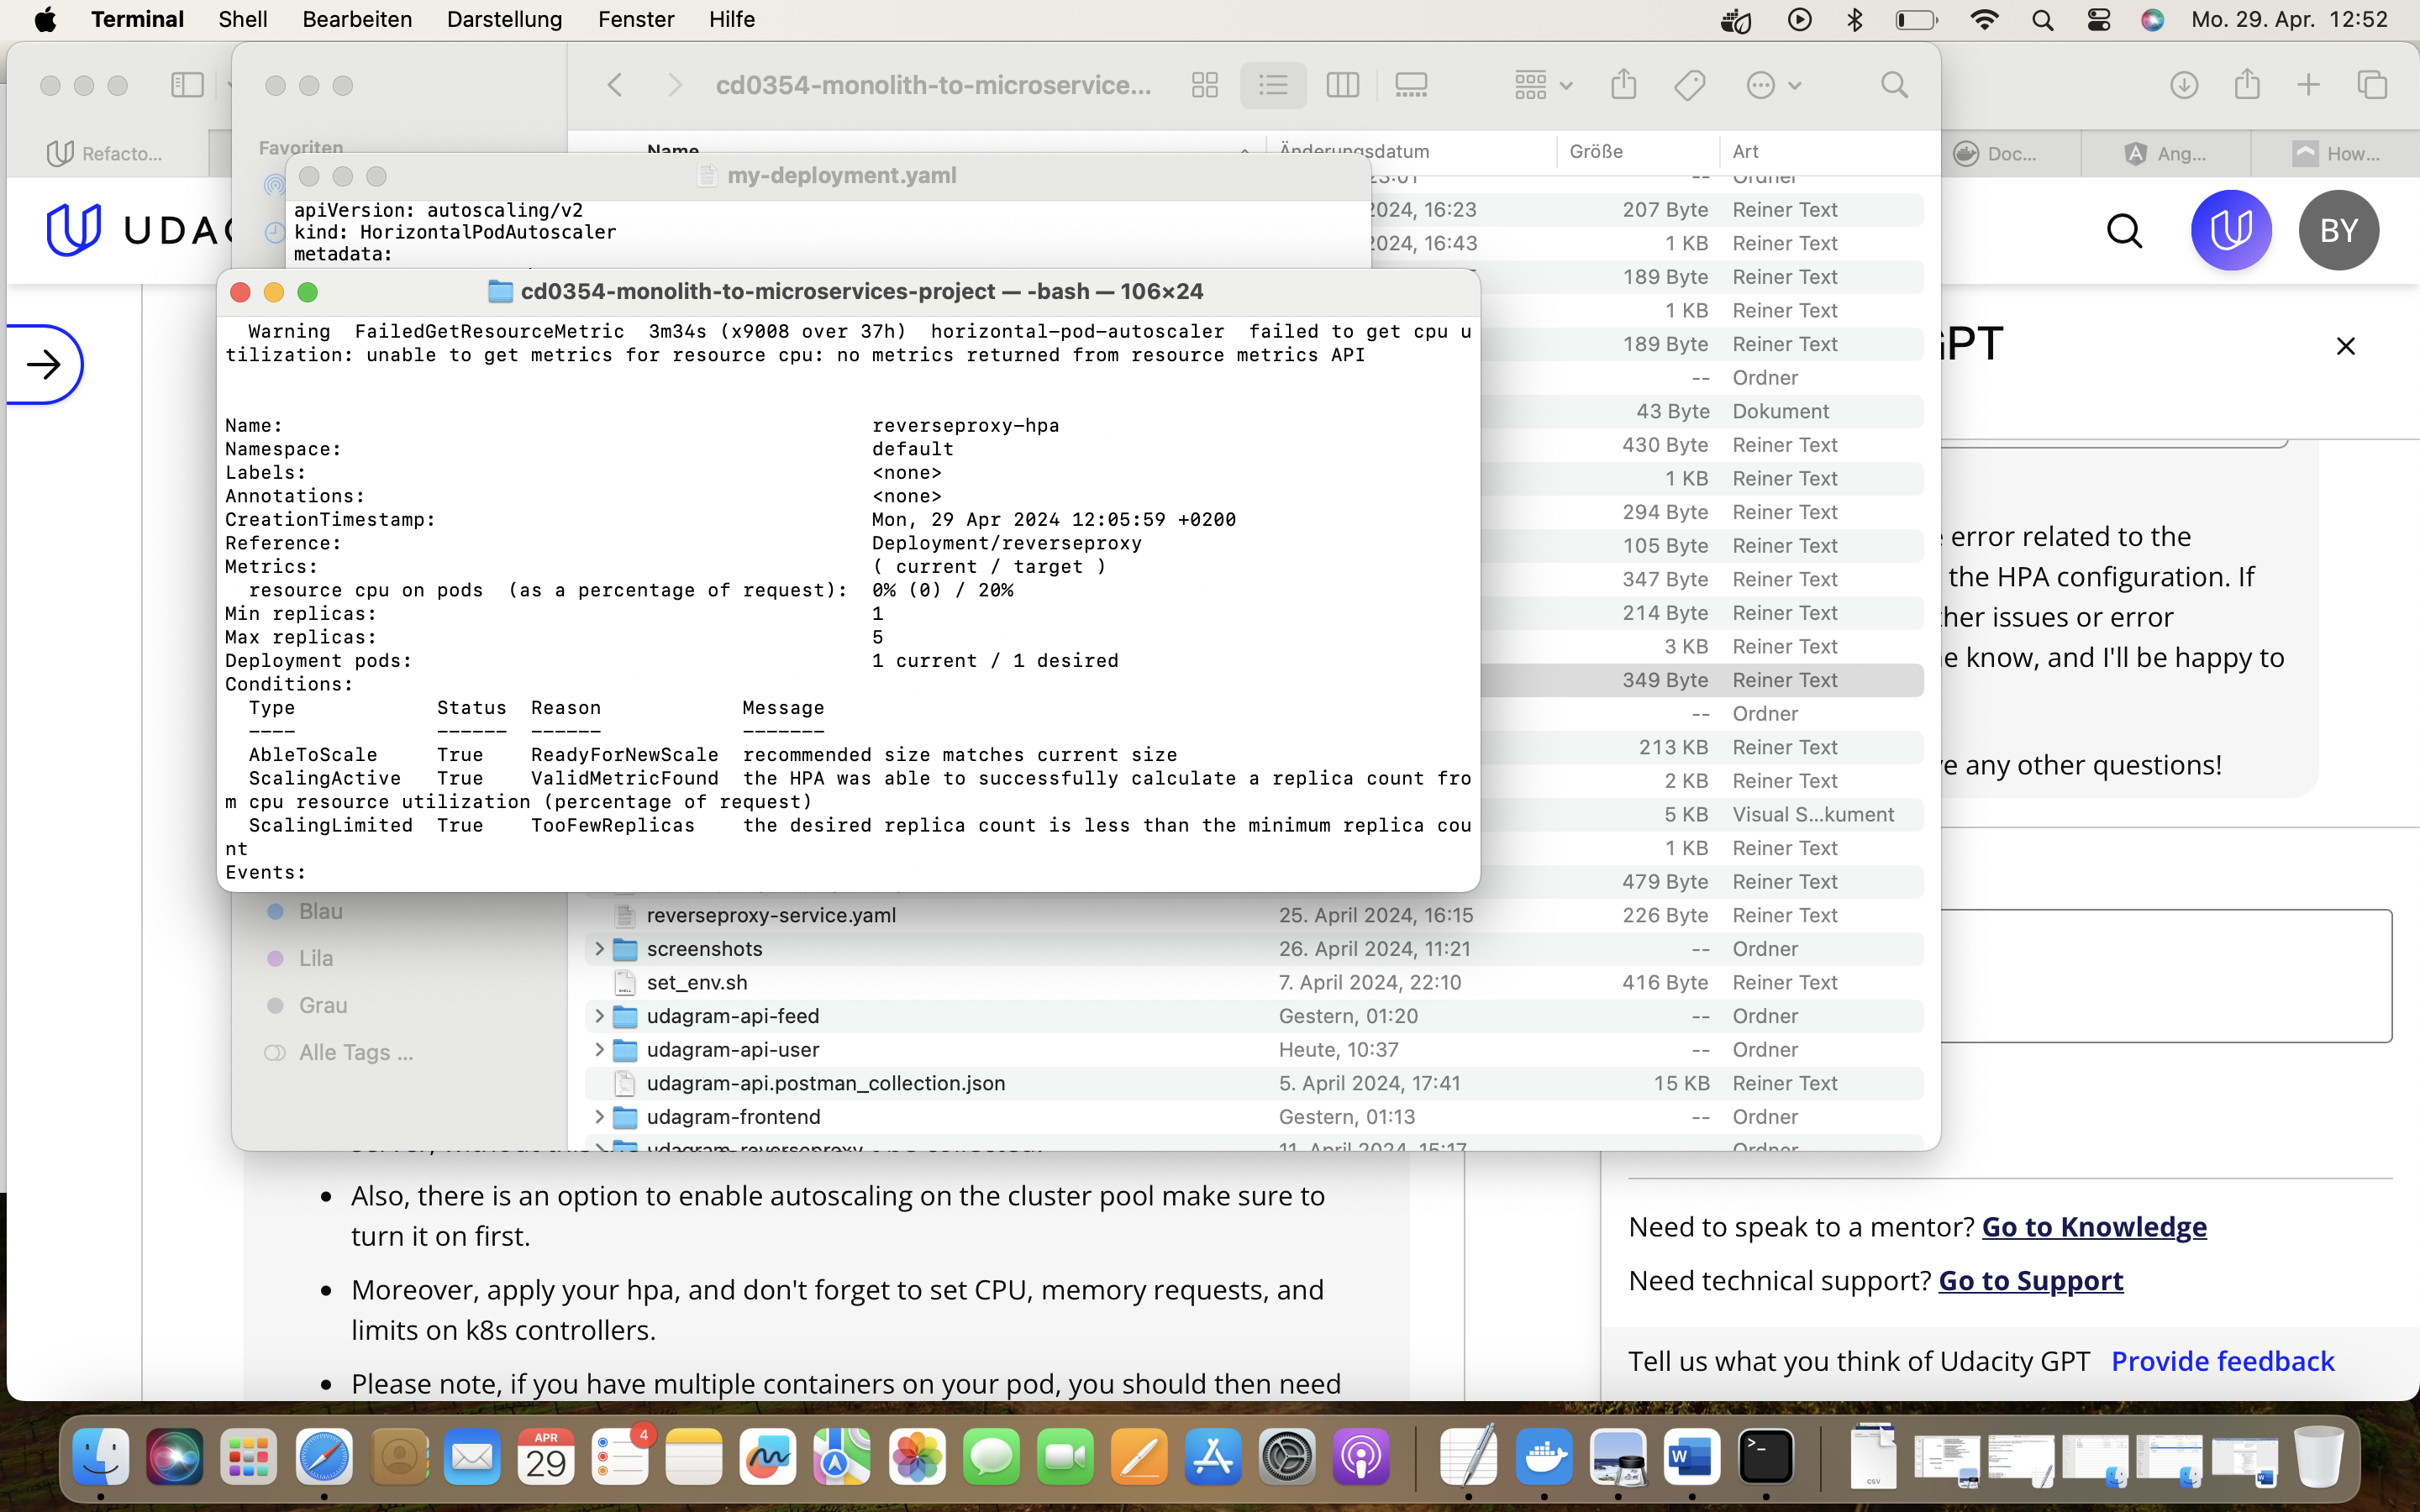 Terminal Shell Bearbeiten Darstellung Fenster Hilfe Mo. 29. Apr. 12:52
cd0354-monolith-to-microservice...
Refacto... Doc... Ang... How...
Favoriten
Name Änderungsdatum Größe Art
my-deployment.yaml
apiVersion: autoscaling/v2
kind: HorizontalPodAutoscaler
metadata:
BY
cd0354-monolith-to-microservices-project — -bash — 106×24
Warning FailedGetResourceMetric 3m34s (x9008 over 37h) horizontal-pod-autoscaler failed to get cpu u
tilization: unable to get metrics for resource cpu: no metrics returned from resource metrics API
Name: reverseproxy-hpa
Namespace: default
Labels: <none>
Annotations: <none>
CreationTimestamp: Mon, 29 Apr 2024 12:05:59 +0200
Reference: Deployment/reverseproxy
Metrics: ( current / target )
resource cpu on pods (as a percentage of request): 0% (0) / 20%
Min replicas: 1
Max replicas: 5
Deployment pods: 1 current / 1 desired
Conditions:
Type Status Reason Message
---- ------ ------ -------
AbleToScale True ReadyForNewScale recommended size matches current size
ScalingActive True ValidMetricFound the HPA was able to successfully calculate a replica count fro
m cpu resource utilization (percentage of request)
ScalingLimited True TooFewReplicas the desired replica count is less than the minimum replica cou
nt
Events:
2024, 16:23 207 Byte Reiner Text
2024, 16:43 1 KB Reiner Text
189 Byte Reiner Text
1 KB Reiner Text
189 Byte Reiner Text
-- Ordner
43 Byte Dokument
430 Byte Reiner Text
1 KB Reiner Text
294 Byte Reiner Text
105 Byte Reiner Text
347 Byte Reiner Text
214 Byte Reiner Text
3 KB Reiner Text
349 Byte Reiner Text
-- Ordner
213 KB Reiner Text
2 KB Reiner Text
5 KB Visual S...kument
1 KB Reiner Text
479 Byte Reiner Text
reverseproxy-service.yaml 25. April 2024, 16:15 226 Byte Reiner Text
screenshots 26. April 2024, 11:21 -- Ordner
set_env.sh 7. April 2024, 22:10 416 Byte Reiner Text
udagram-api-feed Gestern, 01:20 -- Ordner
udagram-api-user Heute, 10:37 -- Ordner
udagram-api.postman_collection.json 5. April 2024, 17:41 15 KB Reiner Text
udagram-frontend Gestern, 01:13 -- Ordner
udagram-reverseproxy 11. April 2024, 15:17 Ordner
Blau
Lila
Grau
Alle Tags ...
GPT
error related to the
the HPA configuration. If
issues or error
know, and I'll be happy to
any other questions!
Also, there is an option to enable autoscaling on the cluster pool make sure to
turn it on first.
Moreover, apply your hpa, and don't forget to set CPU, memory requests, and
limits on k8s controllers.
Please note, if you have multiple containers on your pod, you should then need
Need to speak to a mentor? Go to Knowledge
Need technical support? Go to Support
Tell us what you think of Udacity GPT Provide feedback
APR
29
4
CSV